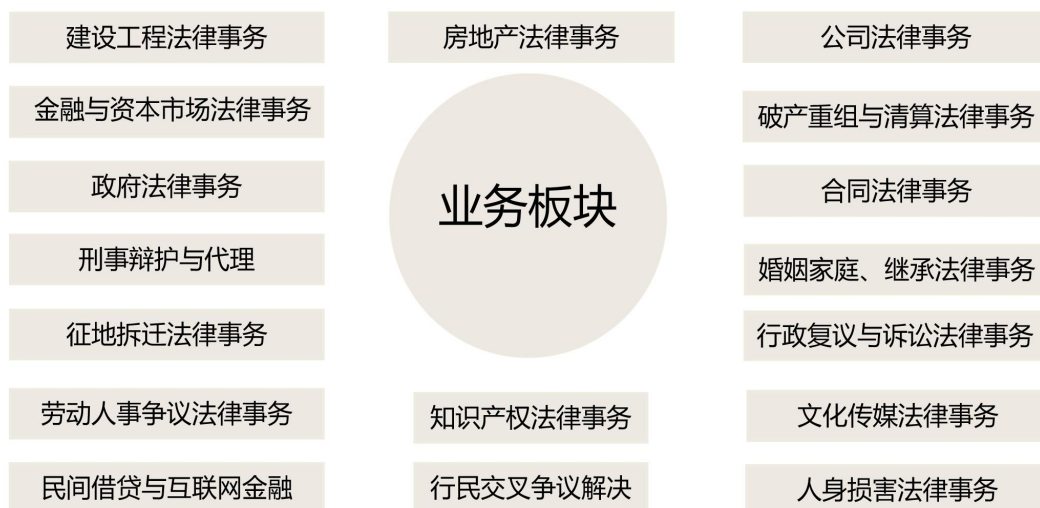 建设工程法律事务
房地产法律事务
公司法律事务
金融与资本市场法律事务
破产重组与清算法律事务
政府法律事务
业务板块
合同法律事务
刑事辩护与代理
婚姻家庭、继承法律事务
征地拆迁法律事务
行政复议与诉讼法律事务
劳动人事争议法律事务
知识产权法律事务
文化传媒法律事务
民间借贷与互联网金融
行民交叉争议解决
人身损害法律事务